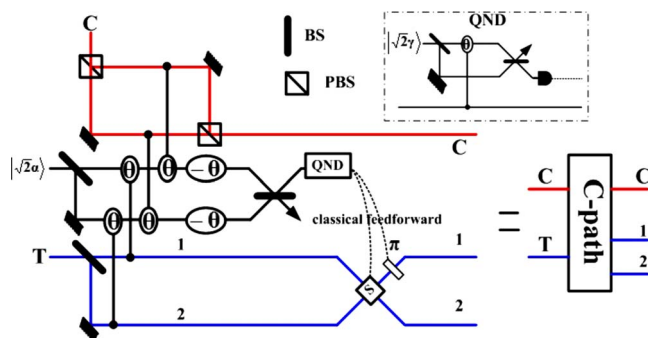 C
BS
PBS
QND
|√2γ⟩
θ
C
|√2α⟩
θ
θ
−θ
QND
classical feedforward
θ
θ
−θ
T
1
π
1
S
2
2
=
C
C
C-path
T
1
2